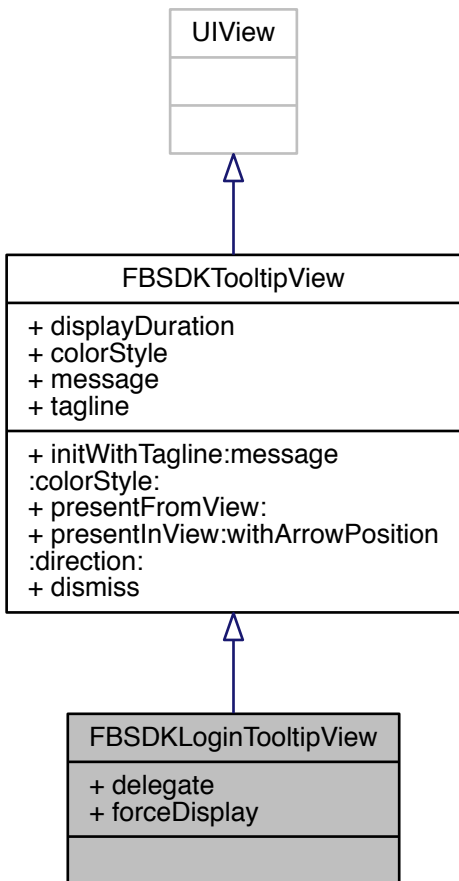 UIView
FBSDKTooltipView
+ displayDuration
+ colorStyle
+ message
+ tagline
+ initWithTagline:message
:colorStyle:
+ presentFromView:
+ presentInView:withArrowPosition
:direction:
+ dismiss
FBSDKLoginTooltipView
+ delegate
+ forceDisplay